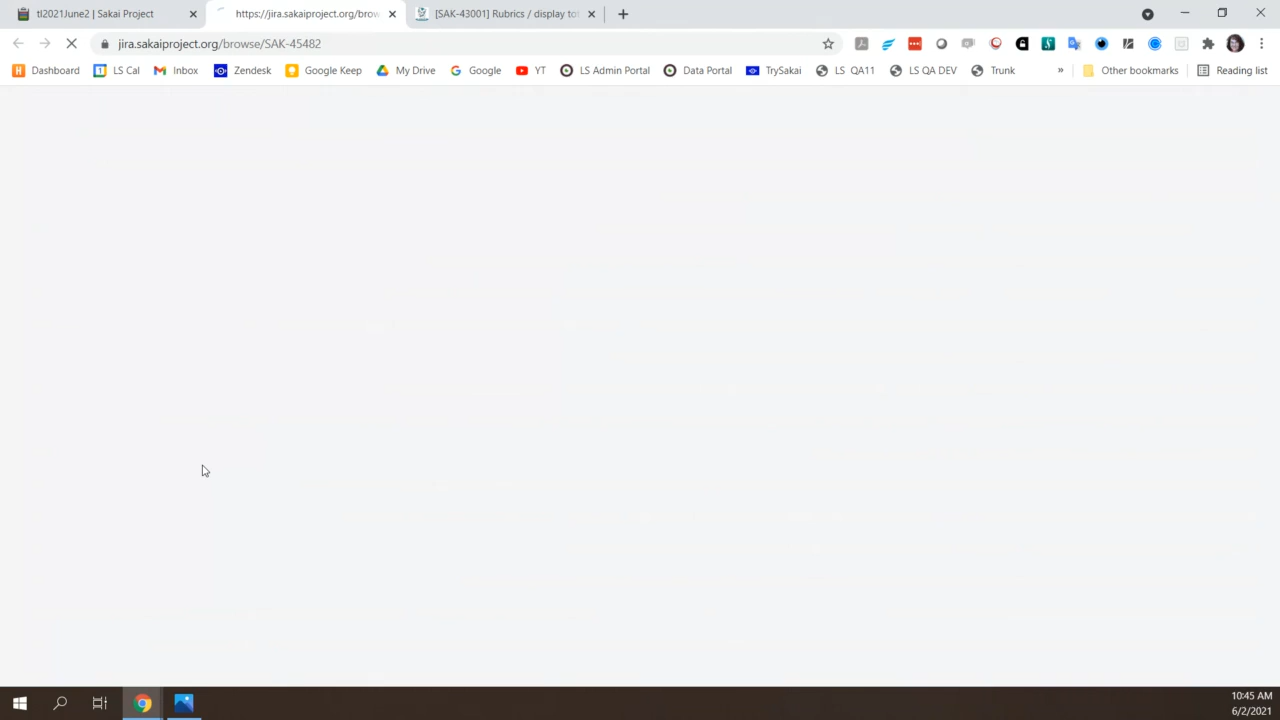 tl2021June2 | Sakai Project
https://jira.sakaiproject.org/brow
[SAK-43001] Rubrics / display to
jira.sakaiproject.org/browse/SAK-45482
Dashboard LS Cal Inbox Zendesk Google Keep My Drive Google YT LS Admin Portal Data Portal TrySakai LS QA11 LS QA DEV Trunk » Other bookmarks Reading list
10:45 AM
6/2/2021